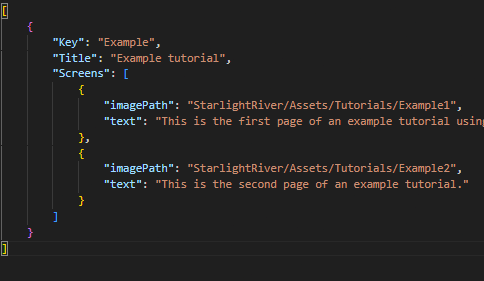 [
{
"Key": "Example",
"Title": "Example tutorial",
"Screens": [
{
"imagePath": "StarlightRiver/Assets/Tutorials/Example1",
"text": "This is the first page of an example tutorial using
},
{
"imagePath": "StarlightRiver/Assets/Tutorials/Example2",
"text": "This is the second page of an example tutorial."
}
]
}
]